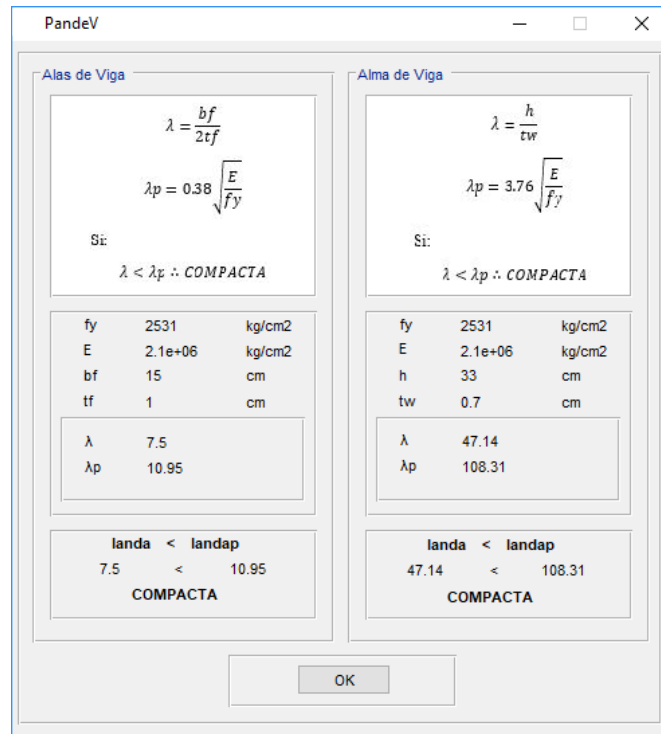 PandeV
Alas de Viga
λ = bf / 2tf
λp = 0.38 √(E / fy)
Si:
λ < λp ∴ COMPACTA
fy 2531 kg/cm2
E 2.1e+06 kg/cm2
bf 15 cm
tf 1 cm
λ 7.5
λp 10.95
landa < landap
7.5 < 10.95
COMPACTA
Alma de Viga
λ = h / tw
λp = 3.76 √(E / fy)
Si:
λ < λp ∴ COMPACTA
fy 2531 kg/cm2
E 2.1e+06 kg/cm2
h 33 cm
tw 0.7 cm
λ 47.14
λp 108.31
landa < landap
47.14 < 108.31
COMPACTA
OK